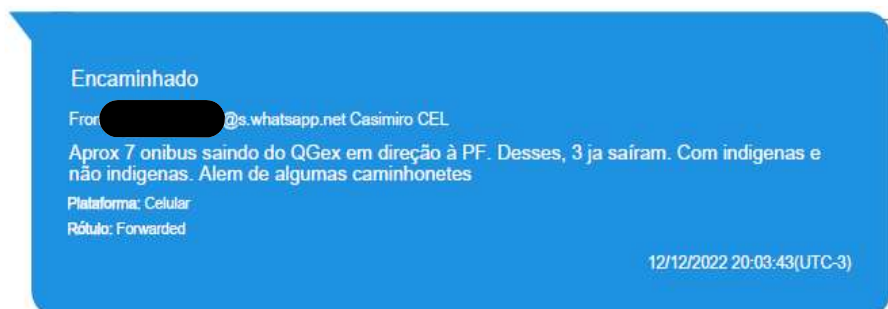 Encaminhado
@s.whatsapp.net Casimiro CEL
Aprox 7 onibus saindo do QGex em direção à PF. Desses, 3 ja saíram. Com indigenas e
não indigenas. Alem de algumas caminhonetes
Plataforma: Celular
Rótulo: Forwarded
12/12/2022 20:03:43(UTC-3)